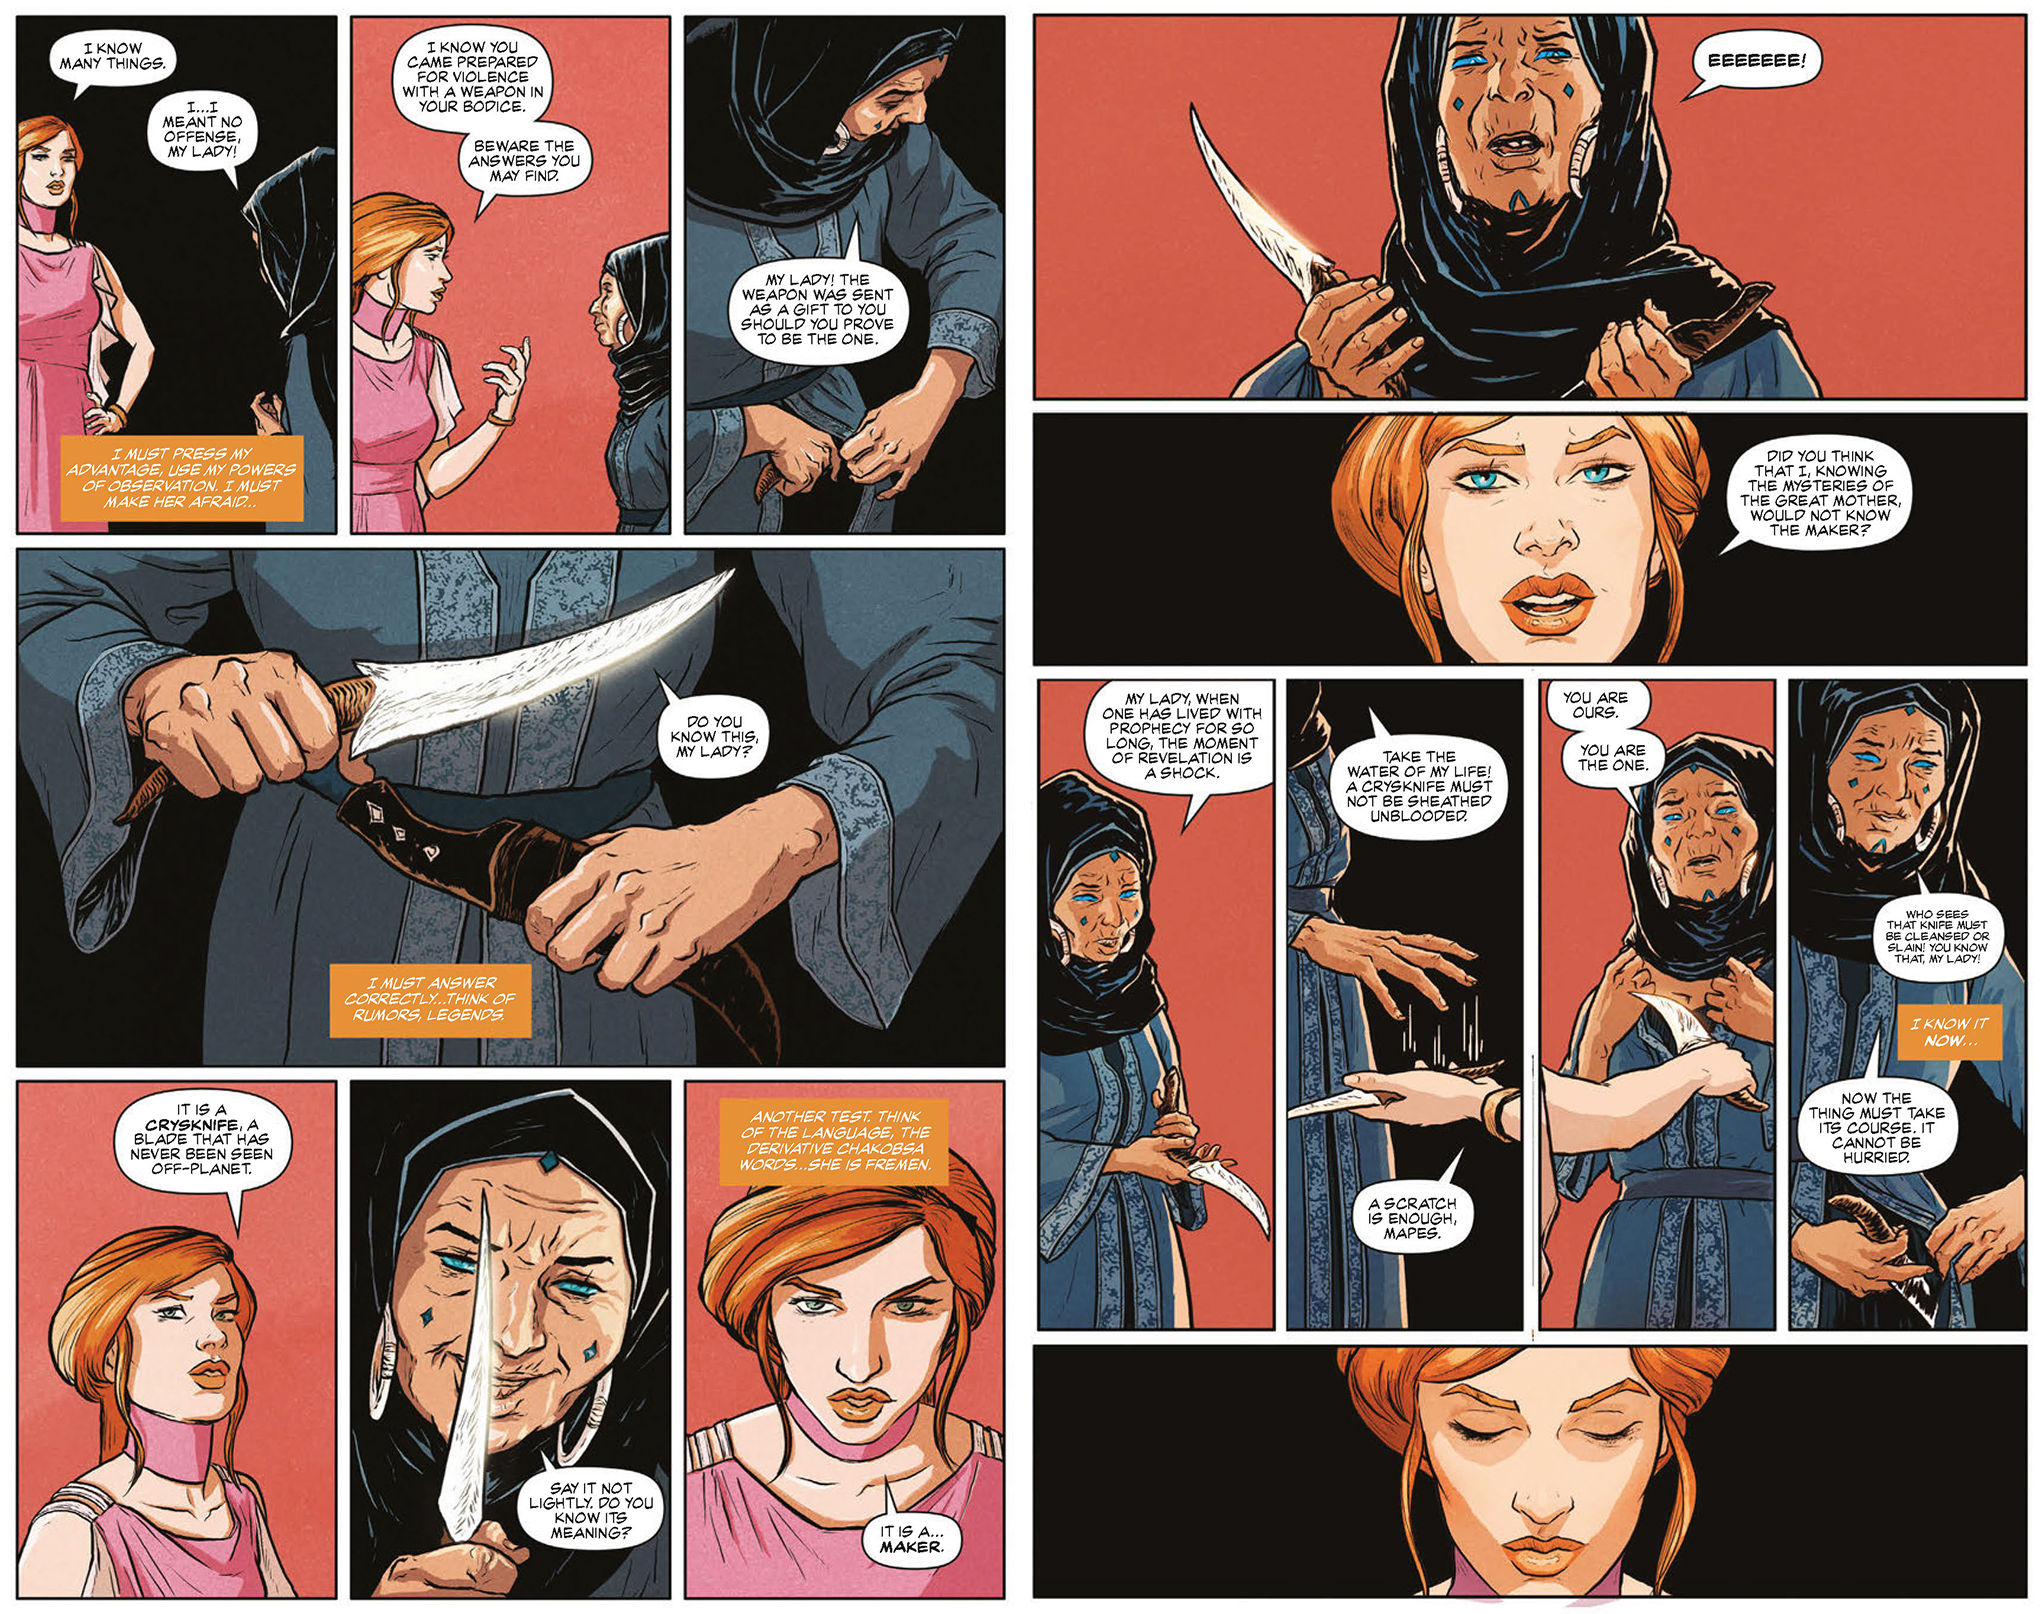 I KNOW
MANY THINGS.
I...I
MEANT NO
OFFENSE,
MY LADY!
I MUST PRESS MY
ADVANTAGE, USE MY POWERS
OF OBSERVATION. I MUST
MAKE HER AFRAID...
I KNOW YOU
CAME PREPARED
FOR VIOLENCE
WITH A WEAPON IN
YOUR BODICE.
BEWARE THE
ANSWERS YOU
MAY FIND.
MY LADY! THE
WEAPON WAS SENT
AS A GIFT TO YOU
SHOULD YOU PROVE
TO BE THE ONE.
DO YOU
KNOW THIS,
MY LADY?
I MUST ANSWER
CORRECTLY...THINK OF
RUMORS, LEGENDS.
IT IS A
CRYSKNIFE, A
BLADE THAT HAS
NEVER BEEN SEEN
OFF-PLANET.
SAY IT NOT
LIGHTLY. DO YOU
KNOW ITS
MEANING?
ANOTHER TEST. THINK
OF THE LANGUAGE, THE
DERIVATIVE CHAKOBSA
WORDS...SHE IS FREMEN.
IT IS A...
MAKER.
EEEEEEE!
DID YOU THINK
THAT I, KNOWING
THE MYSTERIES OF
THE GREAT MOTHER,
WOULD NOT KNOW
THE MAKER?
MY LADY, WHEN
ONE HAS LIVED WITH
PROPHECY FOR SO
LONG, THE MOMENT
OF REVELATION IS
A SHOCK.
TAKE THE
WATER OF MY LIFE!
A CRYSKNIFE MUST
NOT BE SHEATHED
UNBLOODED.
A SCRATCH
IS ENOUGH,
MAPES.
YOU ARE
OURS.
YOU ARE
THE ONE.
WHO SEES
THAT KNIFE MUST
BE CLEANSED OR
SLAIN! YOU KNOW
THAT, MY LADY!
I KNOW IT
NOW...
NOW THE
THING MUST TAKE
ITS COURSE. IT
CANNOT BE
HURRIED.